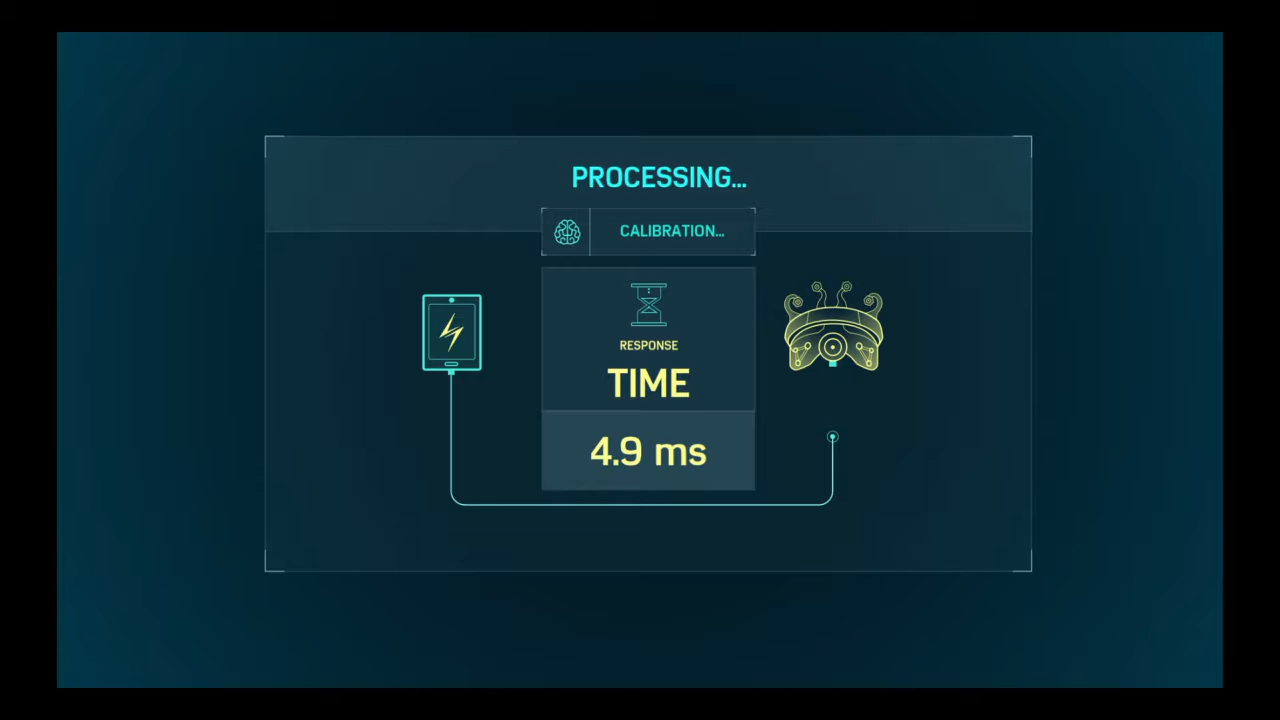 PROCESSING...
CALIBRATION...
RESPONSE
TIME
4.9 ms